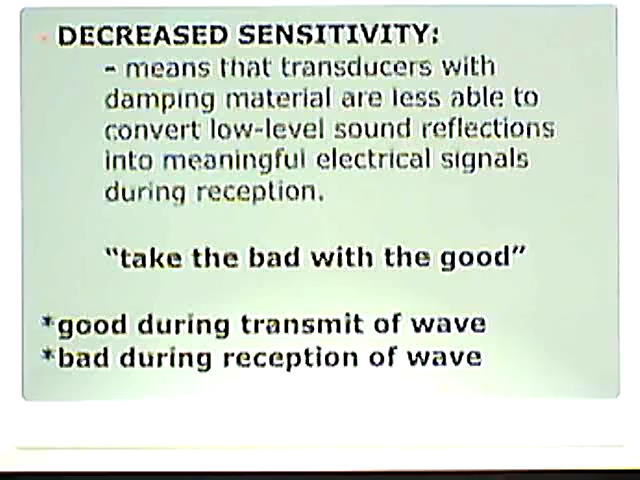 DECREASED SENSITIVITY:
- means that transducers with
damping material are less able to
convert low-level sound reflections
into meaningful electrical signals
during reception.
"take the bad with the good"
*good during transmit of wave
*bad during reception of wave